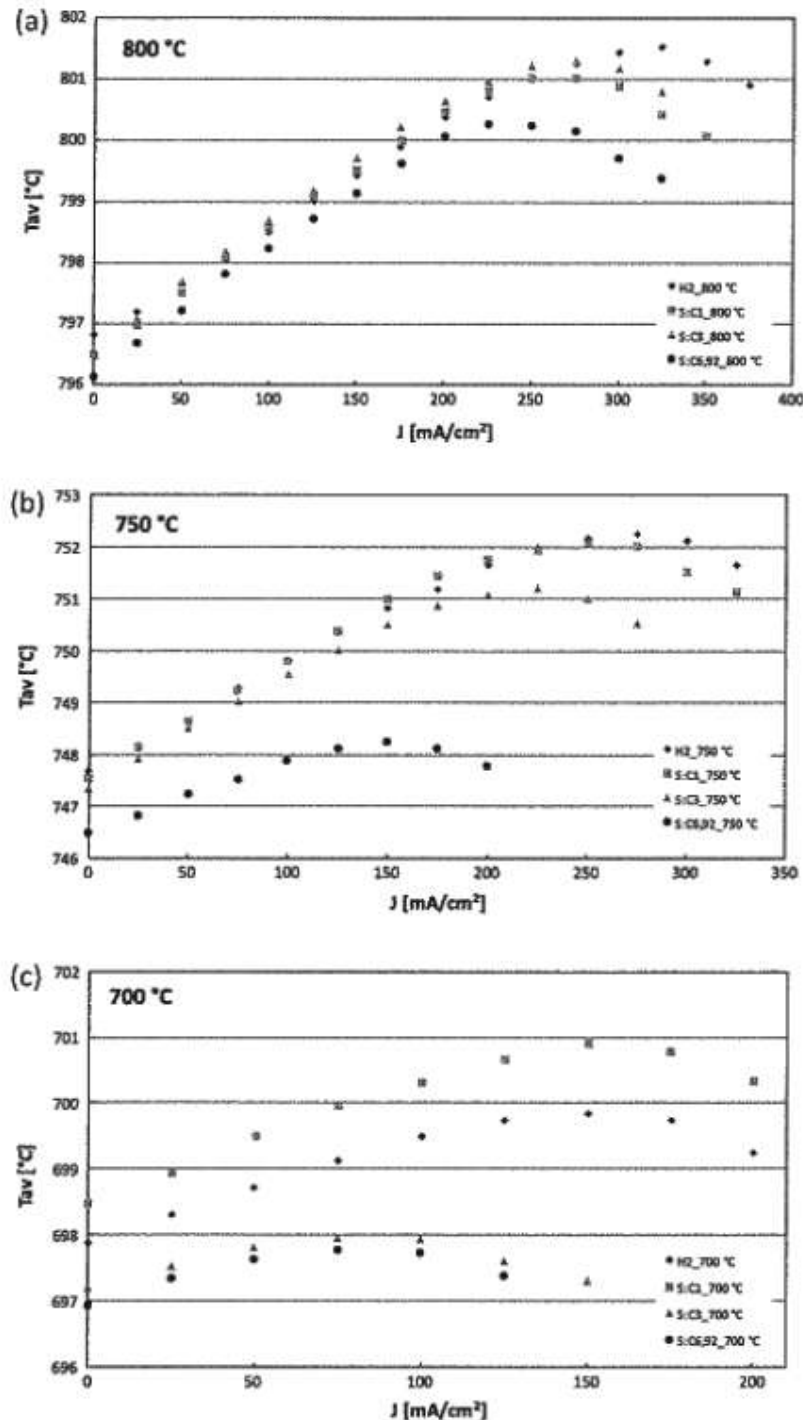 (a)
800 °C
802
801
800
799
798
797
796
Tav [°C]
0 50 100 150 200 250 300 350 400
J [mA/cm²]
H2_800 °C
S:C1_800 °C
S:C3_800 °C
S:C6,92_800 °C
(b)
750 °C
753
752
751
750
749
748
747
746
Tav [°C]
0 50 100 150 200 250 300 350
J [mA/cm²]
H2_750 °C
S:C1_750 °C
S:C3_750 °C
S:C6,92_750 °C
(c)
700 °C
702
701
700
699
698
697
696
Tav [°C]
0 50 100 150 200
J [mA/cm²]
H2_700 °C
S:C1_700 °C
S:C3_700 °C
S:C6,92_700 °C